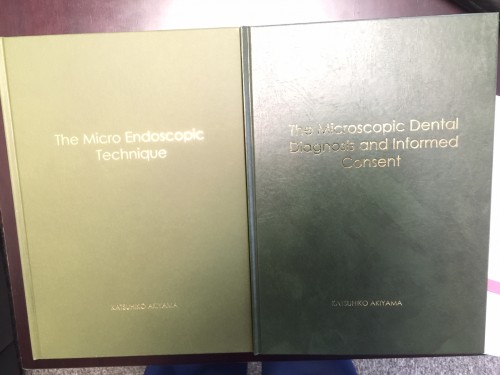 The Micro Endoscopic
Technique
KATSUHIKO AKIYAMA
The Microscopic Dental
Diagnosis and Informed
Consent
KATSUHIKO AKIYAMA